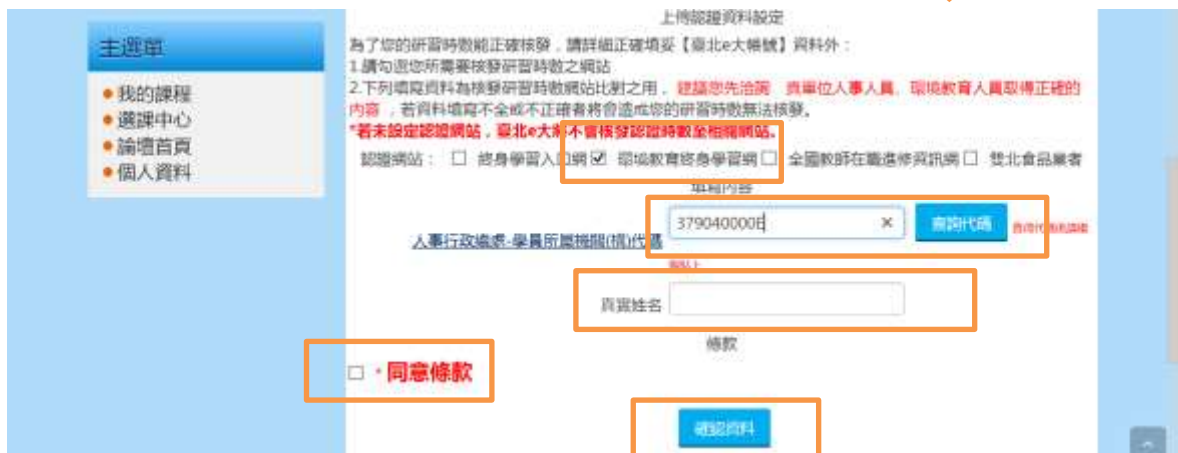 上傳認證資料設定
主選單
我的課程
選課中心
論壇首頁
個人資料
為了您的研習時數能正確核發，請詳細正確填妥【臺北e大帳號】資料外：
1.請勾選您所需要核發研習時數之網站
2.下列填寫資料為核發研習時數網站比對之用，建議您先洽詢 貴單位人事人員、環境教育人員取得正確的
內容，若資料填寫不全或不正確者將會造成您的研習時數無法核發。
*若未設定認證網站，臺北e大將不會核發認證時數至相關網站。
認證網站： 終身學習入口網 環境教育終身學習網 全國教師在職進修資訊網 雙北食品業者
填寫內容
人事行政總處-學員所屬機關(構)代碼 379040000E × 查詢代碼
真實姓名
條款
*同意條款
確認資料